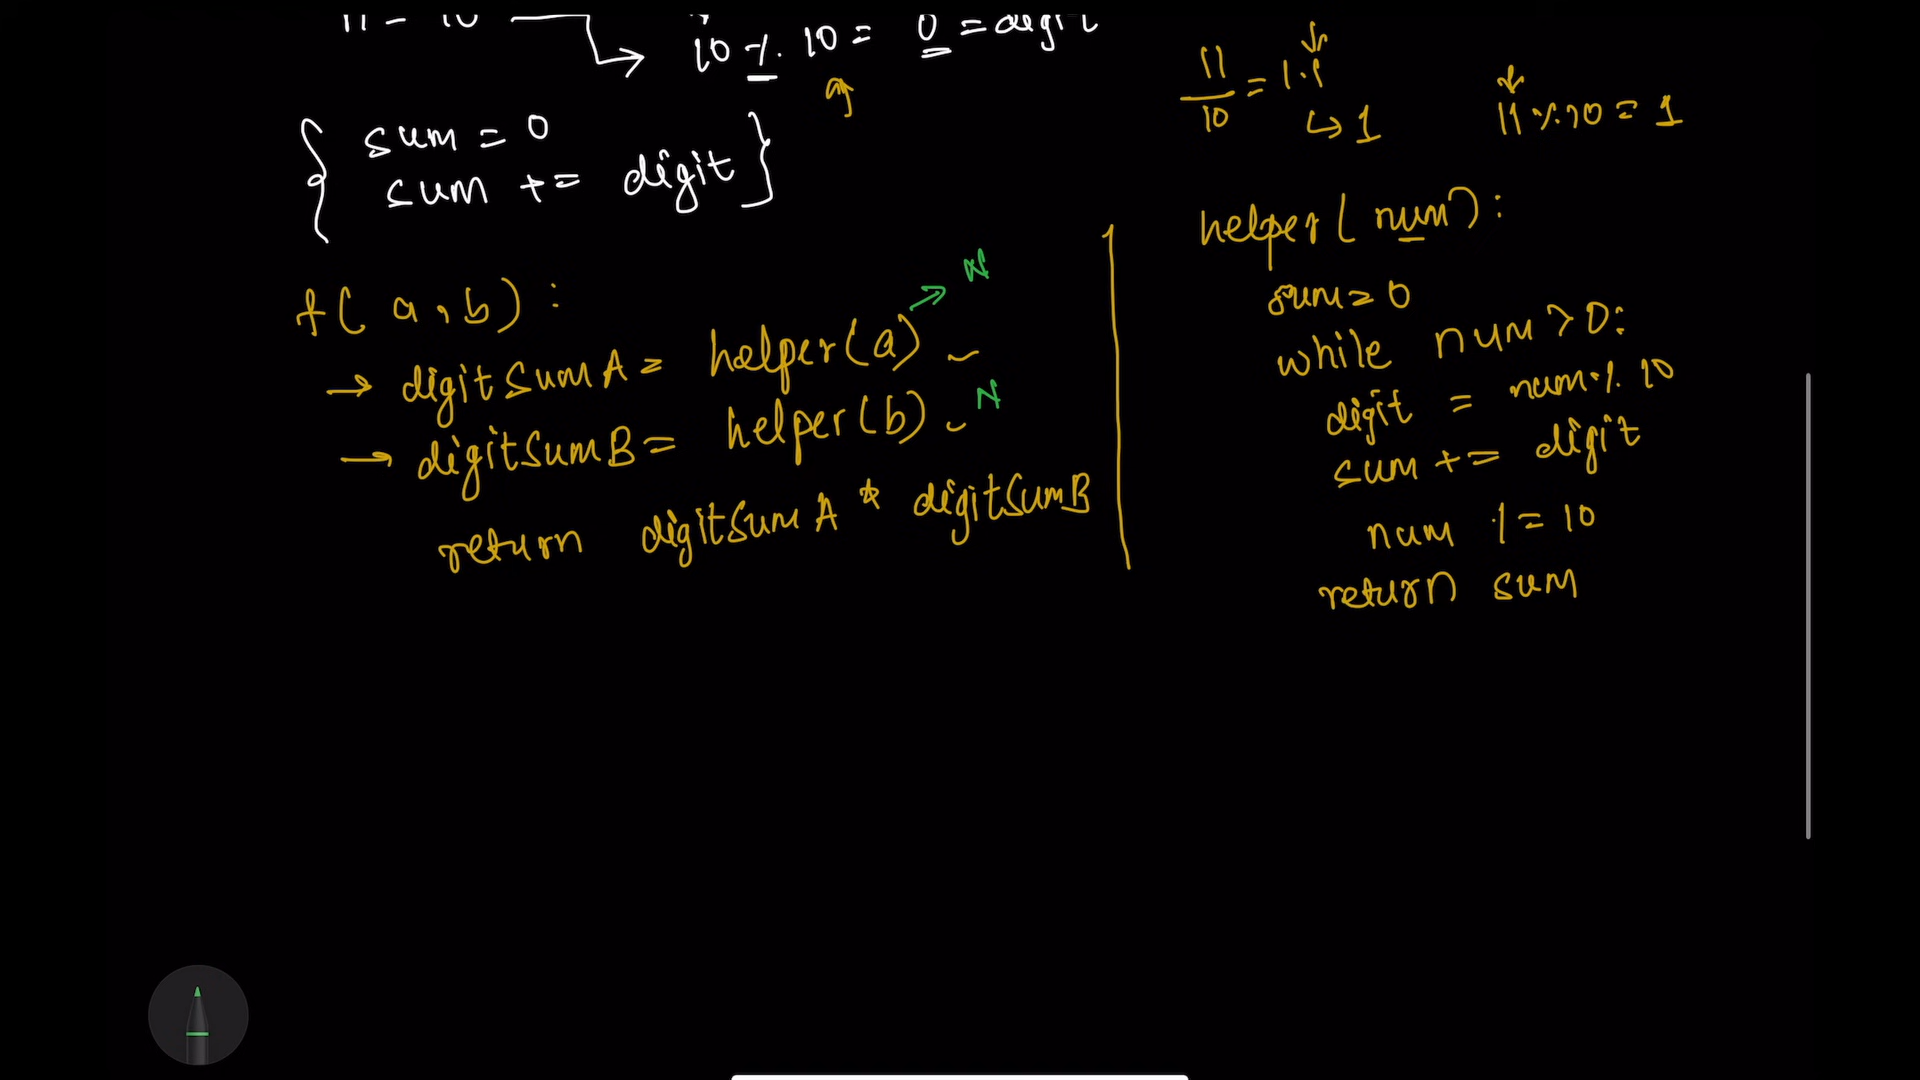 11 - 10
10 % 10 = 0 = digit
sum = 0
sum += digit
f( a, b) :
→ digitSumA = helper(a) → N
→ digitSumB = helper(b) N
return digitSumA * digitSumB
11/10 = 1.1
↳ 1
11 % 10 = 1
helper( num) :
sum = 0
while num > 0:
digit = num % 10
sum += digit
num /= 10
return sum